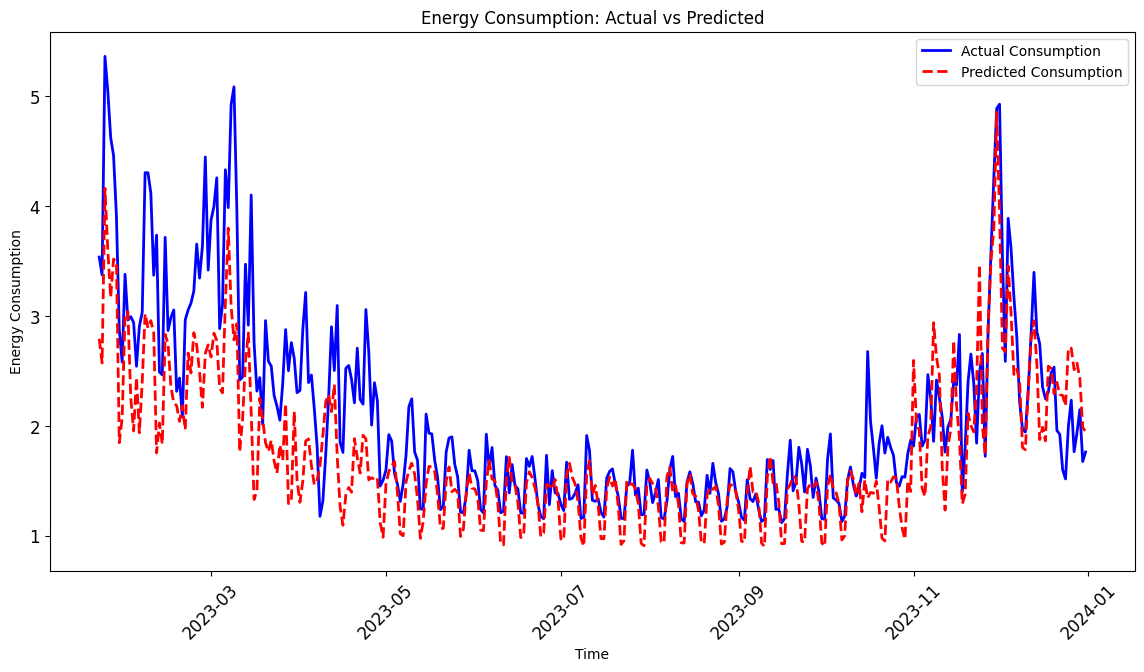 Energy Consumption: Actual vs Predicted
Actual Consumption
Predicted Consumption
Energy Consumption
5
4
3
2
1
2023-03
2023-05
2023-07
2023-09
2023-11
2024-01
Time